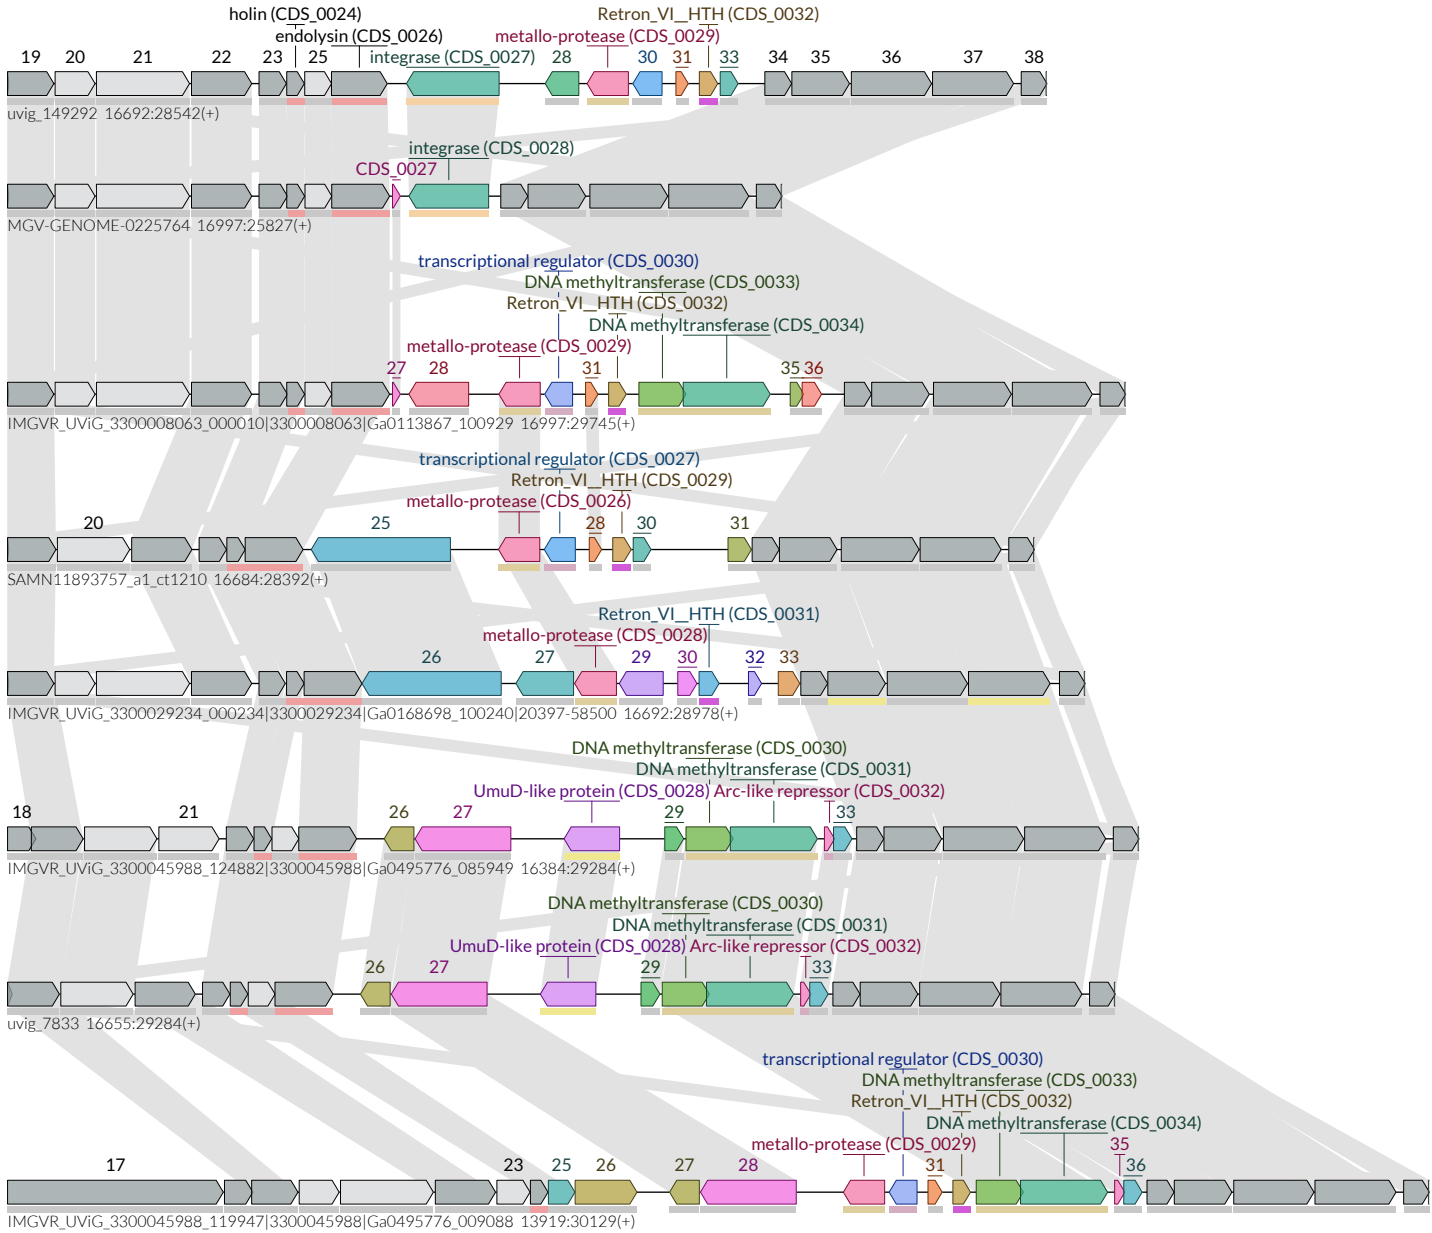 holin (CDS_0024) Retron_VI__HTH (CDS_0032)
endolysin (CDS_0026) metallo-protease (CDS_0029)
19 20 21 22 23 25 integrase (CDS_0027) 28 30 31 33 34 35 36 37 38
uvig_149292 16692:28542(+)
integrase (CDS_0028)
CDS_0027
MGV-GENOME-0225764 16997:25827(+)
transcriptional regulator (CDS_0030)
DNA methyltransferase (CDS_0033)
Retron_VI__HTH (CDS_0032)
DNA methyltransferase (CDS_0034)
metallo-protease (CDS_0029)
27 28 31 35 36
IMGVR_UViG_3300008063_000010|3300008063|Ga0113867_100929 16997:29745(+)
transcriptional regulator (CDS_0027)
Retron_VI__HTH (CDS_0029)
metallo-protease (CDS_0026)
20 25 28 30 31
SAMN11893757_a1_ct1210 16684:28392(+)
Retron_VI__HTH (CDS_0031)
metallo-protease (CDS_0028)
26 27 29 30 32 33
IMGVR_UViG_3300029234_000234|3300029234|Ga0168698_100240|20397-58500 16692:28978(+)
DNA methyltransferase (CDS_0030)
DNA methyltransferase (CDS_0031)
UmuD-like protein (CDS_0028) Arc-like repressor (CDS_0032)
18 21 26 27 29 33
IMGVR_UViG_3300045988_124882|3300045988|Ga0495776_085949 16384:29284(+)
DNA methyltransferase (CDS_0030)
DNA methyltransferase (CDS_0031)
UmuD-like protein (CDS_0028) Arc-like repressor (CDS_0032)
26 27 29 33
uvig_7833 16655:29284(+)
transcriptional regulator (CDS_0030)
DNA methyltransferase (CDS_0033)
Retron_VI__HTH (CDS_0032)
DNA methyltransferase (CDS_0034)
metallo-protease (CDS_0029) 35
17 23 25 26 27 28 31 36
IMGVR_UViG_3300045988_119947|3300045988|Ga0495776_009088 13919:30129(+)